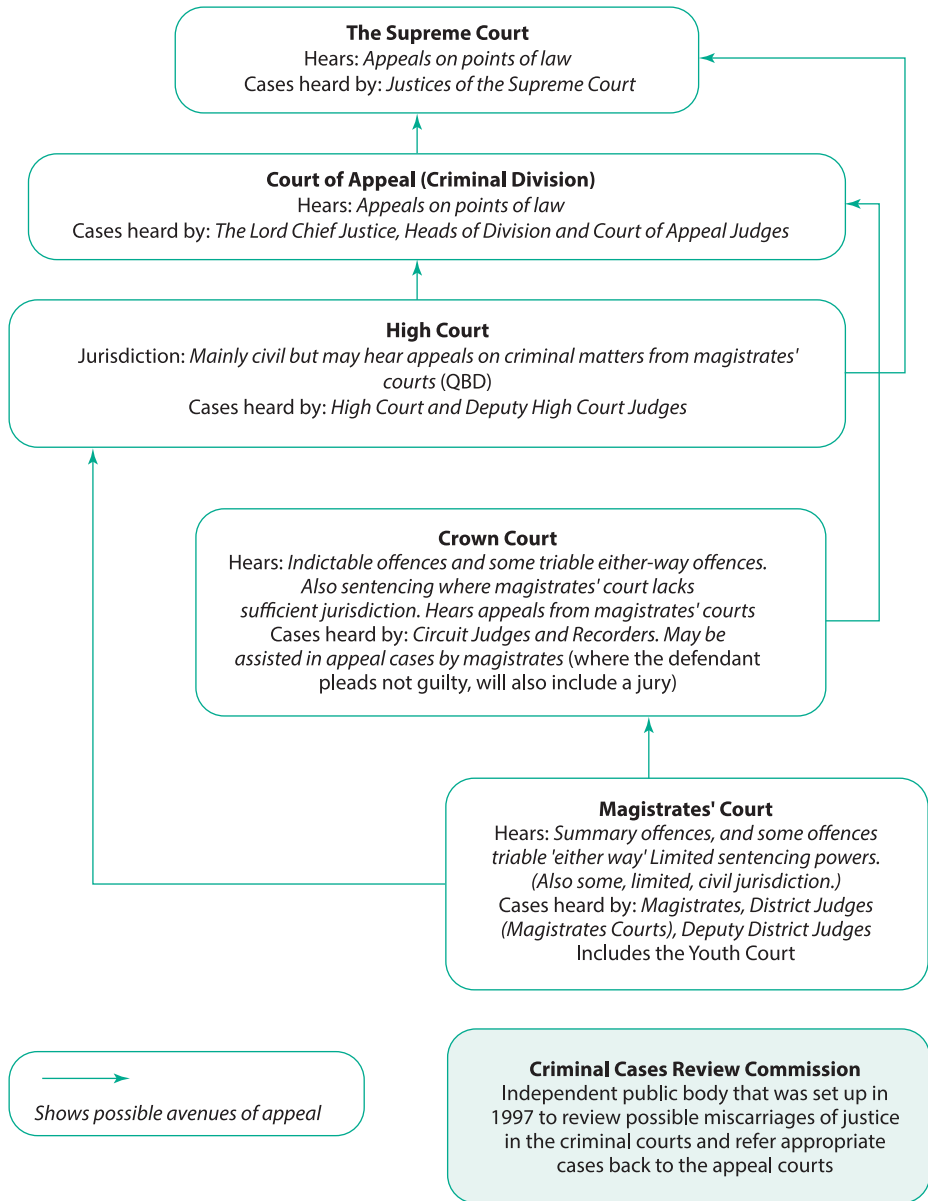 The Supreme Court
Hears: Appeals on points of law
Cases heard by: Justices of the Supreme Court
Court of Appeal (Criminal Division)
Hears: Appeals on points of law
Cases heard by: The Lord Chief Justice, Heads of Division and Court of Appeal Judges
High Court
Jurisdiction: Mainly civil but may hear appeals on criminal matters from magistrates'
courts (QBD)
Cases heard by: High Court and Deputy High Court Judges
Crown Court
Hears: Indictable offences and some triable either-way offences.
Also sentencing where magistrates' court lacks
sufficient jurisdiction. Hears appeals from magistrates' courts
Cases heard by: Circuit Judges and Recorders. May be
assisted in appeal cases by magistrates (where the defendant
pleads not guilty, will also include a jury)
Magistrates' Court
Hears: Summary offences, and some offences
triable 'either way' Limited sentencing powers.
(Also some, limited, civil jurisdiction.)
Cases heard by: Magistrates, District Judges
(Magistrates Courts), Deputy District Judges
Includes the Youth Court
Shows possible avenues of appeal
Criminal Cases Review Commission
Independent public body that was set up in
1997 to review possible miscarriages of justice
in the criminal courts and refer appropriate
cases back to the appeal courts